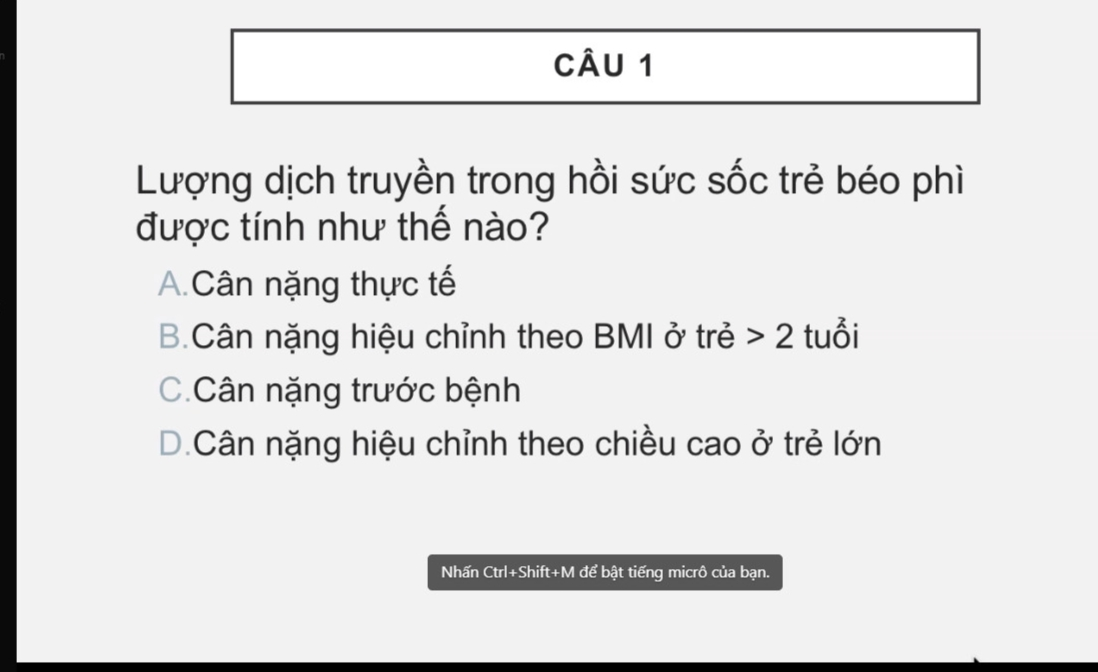 n
CÂU 1
Lượng dịch truyền trong hồi sức sốc trẻ béo phì
được tính như thế nào?
A.Cân nặng thực tế
B.Cân nặng hiệu chỉnh theo BMI ở trẻ > 2 tuổi
C.Cân nặng trước bệnh
D.Cân nặng hiệu chỉnh theo chiều cao ở trẻ lớn
Nhấn Ctrl+Shift+M để bật tiếng micrô của bạn.